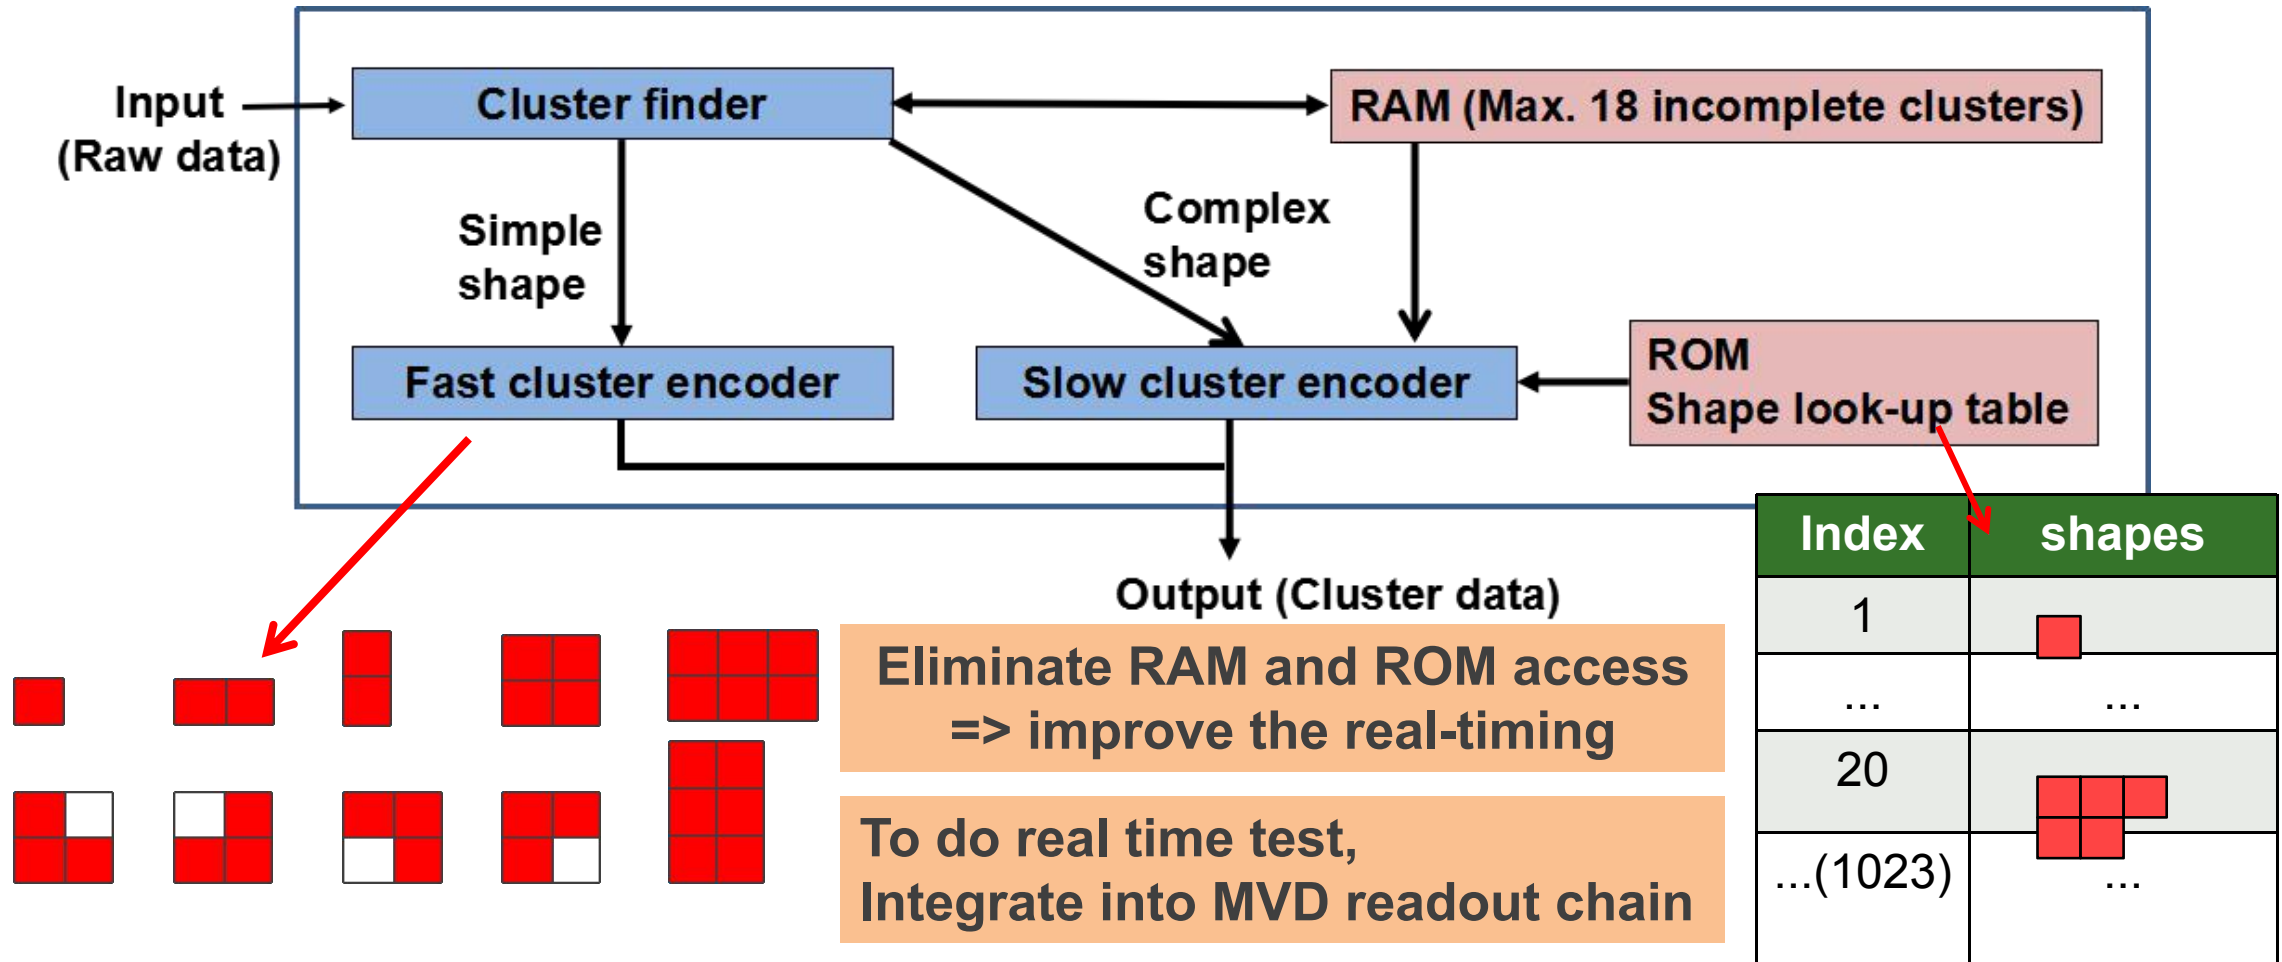 Input
(Raw data)
Cluster finder
RAM (Max. 18 incomplete clusters)
Simple
shape
Complex
shape
Fast cluster encoder
Slow cluster encoder
ROM
Shape look-up table
Output (Cluster data)
Eliminate RAM and ROM access
=> improve the real-timing
To do real time test,
Integrate into MVD readout chain
Index shapes
1
... ...
20
...(1023) ...